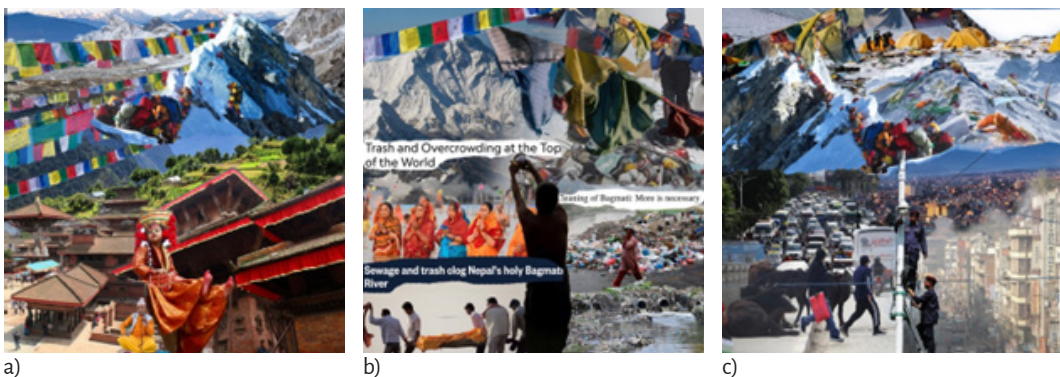 Trash and Overcrowding at the Top
of the World
Cleaning of Bagmati: More is necessary
Sewage and trash clog Nepal's holy Bagmati
River
a)
b)
c)